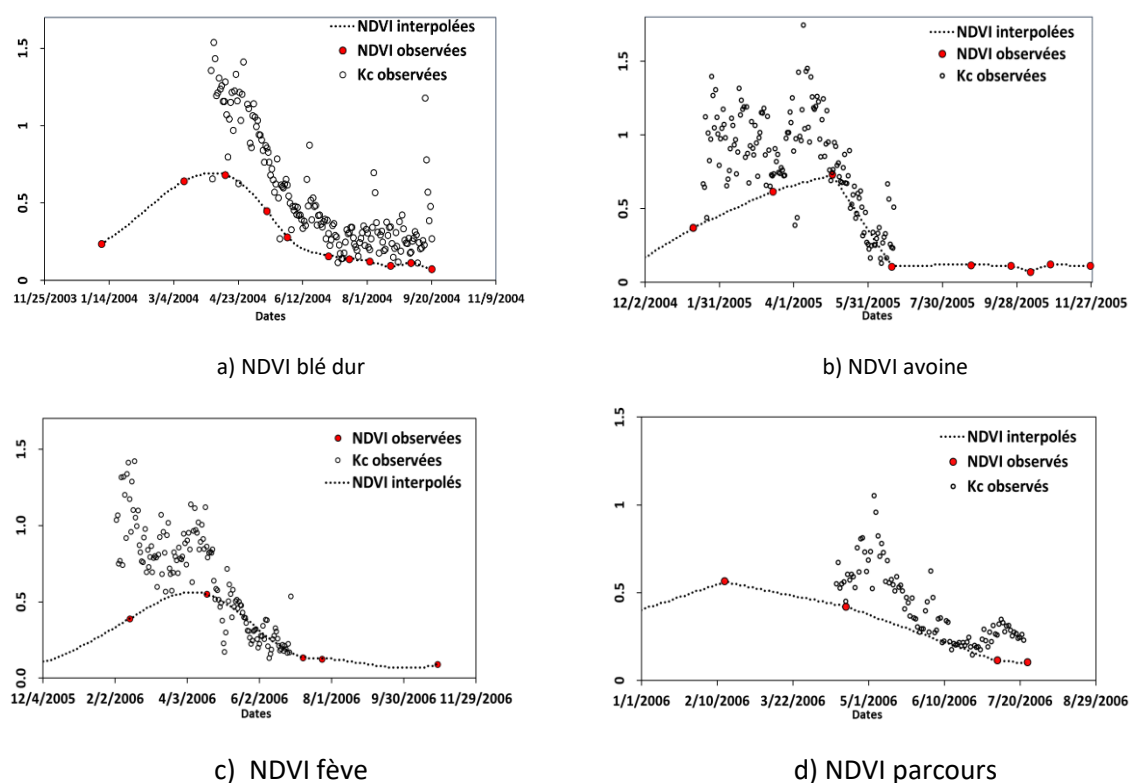 NDVI interpolées
NDVI observées
Kc observées
1.5
1
0.5
0
11/25/2003 1/14/2004 3/4/2004 4/23/2004 6/12/2004 8/1/2004 9/20/2004 11/9/2004
Dates
a) NDVI blé dur
NDVI interpolées
NDVI observées
Kc observées
1.5
1
0.5
0
12/2/2004 1/31/2005 4/1/2005 5/31/2005 7/30/2005 9/28/2005 11/27/2005
Dates
b) NDVI avoine
NDVI observées
Kc observées
NDVI interpolés
1.5
1.0
0.5
0.0
12/4/2005 2/2/2006 4/3/2006 6/2/2006 8/1/2006 9/30/2006 11/29/2006
Dates
c) NDVI fève
NDVI interpolés
NDVI observés
Kc observés
1.5
1
0.5
0
1/1/2006 2/10/2006 3/22/2006 5/1/2006 6/10/2006 7/20/2006 8/29/2006
Dates
d) NDVI parcours